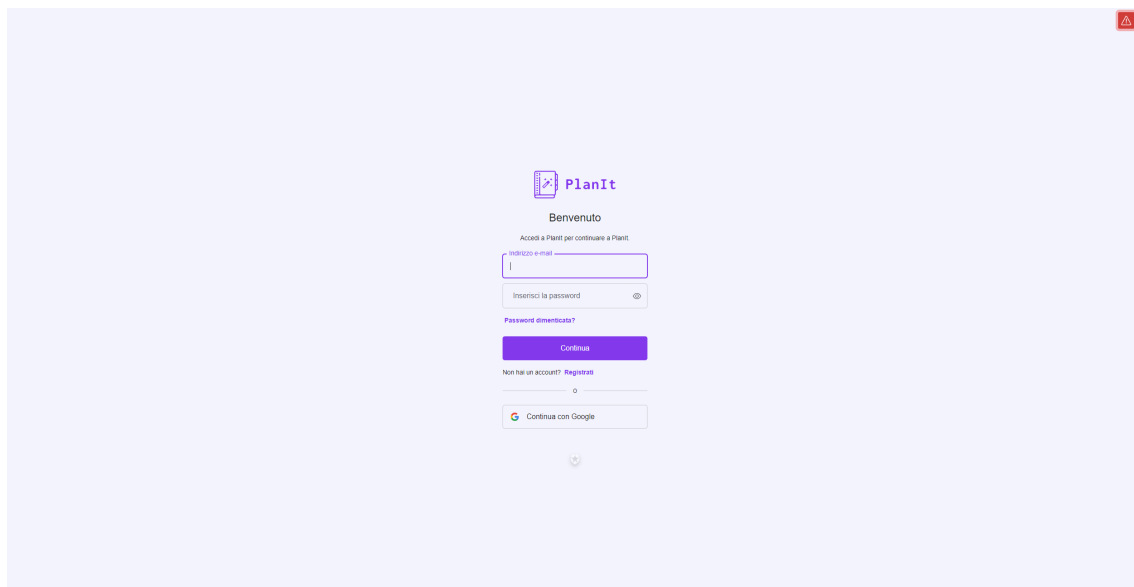 PlanIt
Benvenuto
Accedi a PlanIt per continuare a PlanIt.
Indirizzo e-mail
Inserisci la password
Password dimenticata?
Continua
Non hai un account? Registrati
O
Continua con Google